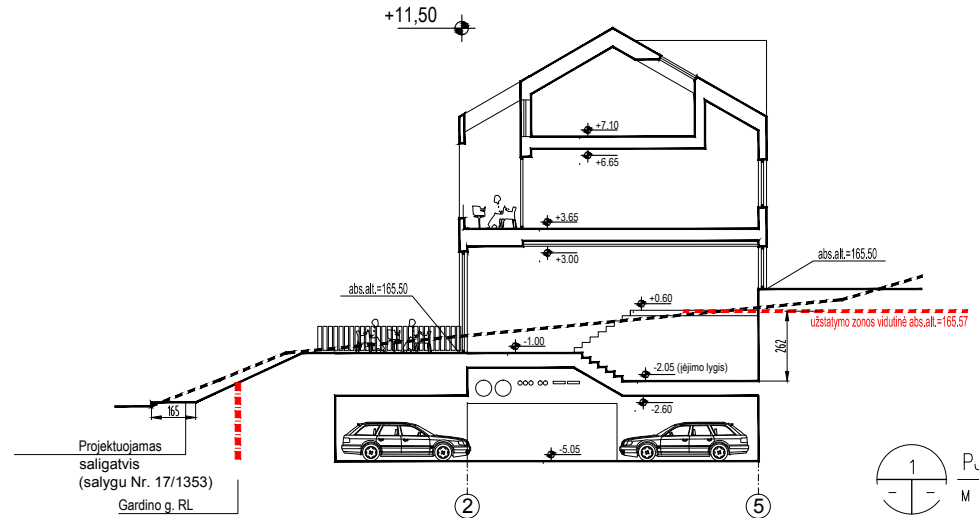 +11,50
+7.10
+6.65
+3.65
+3.00
abs.alt.=165.50
abs.alt.=165.50
+0.60
užstatymo zonos vidutinė abs.alt.=165.57
262
-1.00
-2.05 (įėjimo lygis)
-2.60
165
-5.05
Projektuojamas
saligatvis
(salygu Nr. 17/1353)
Gardino g. RL
2
5
1
M